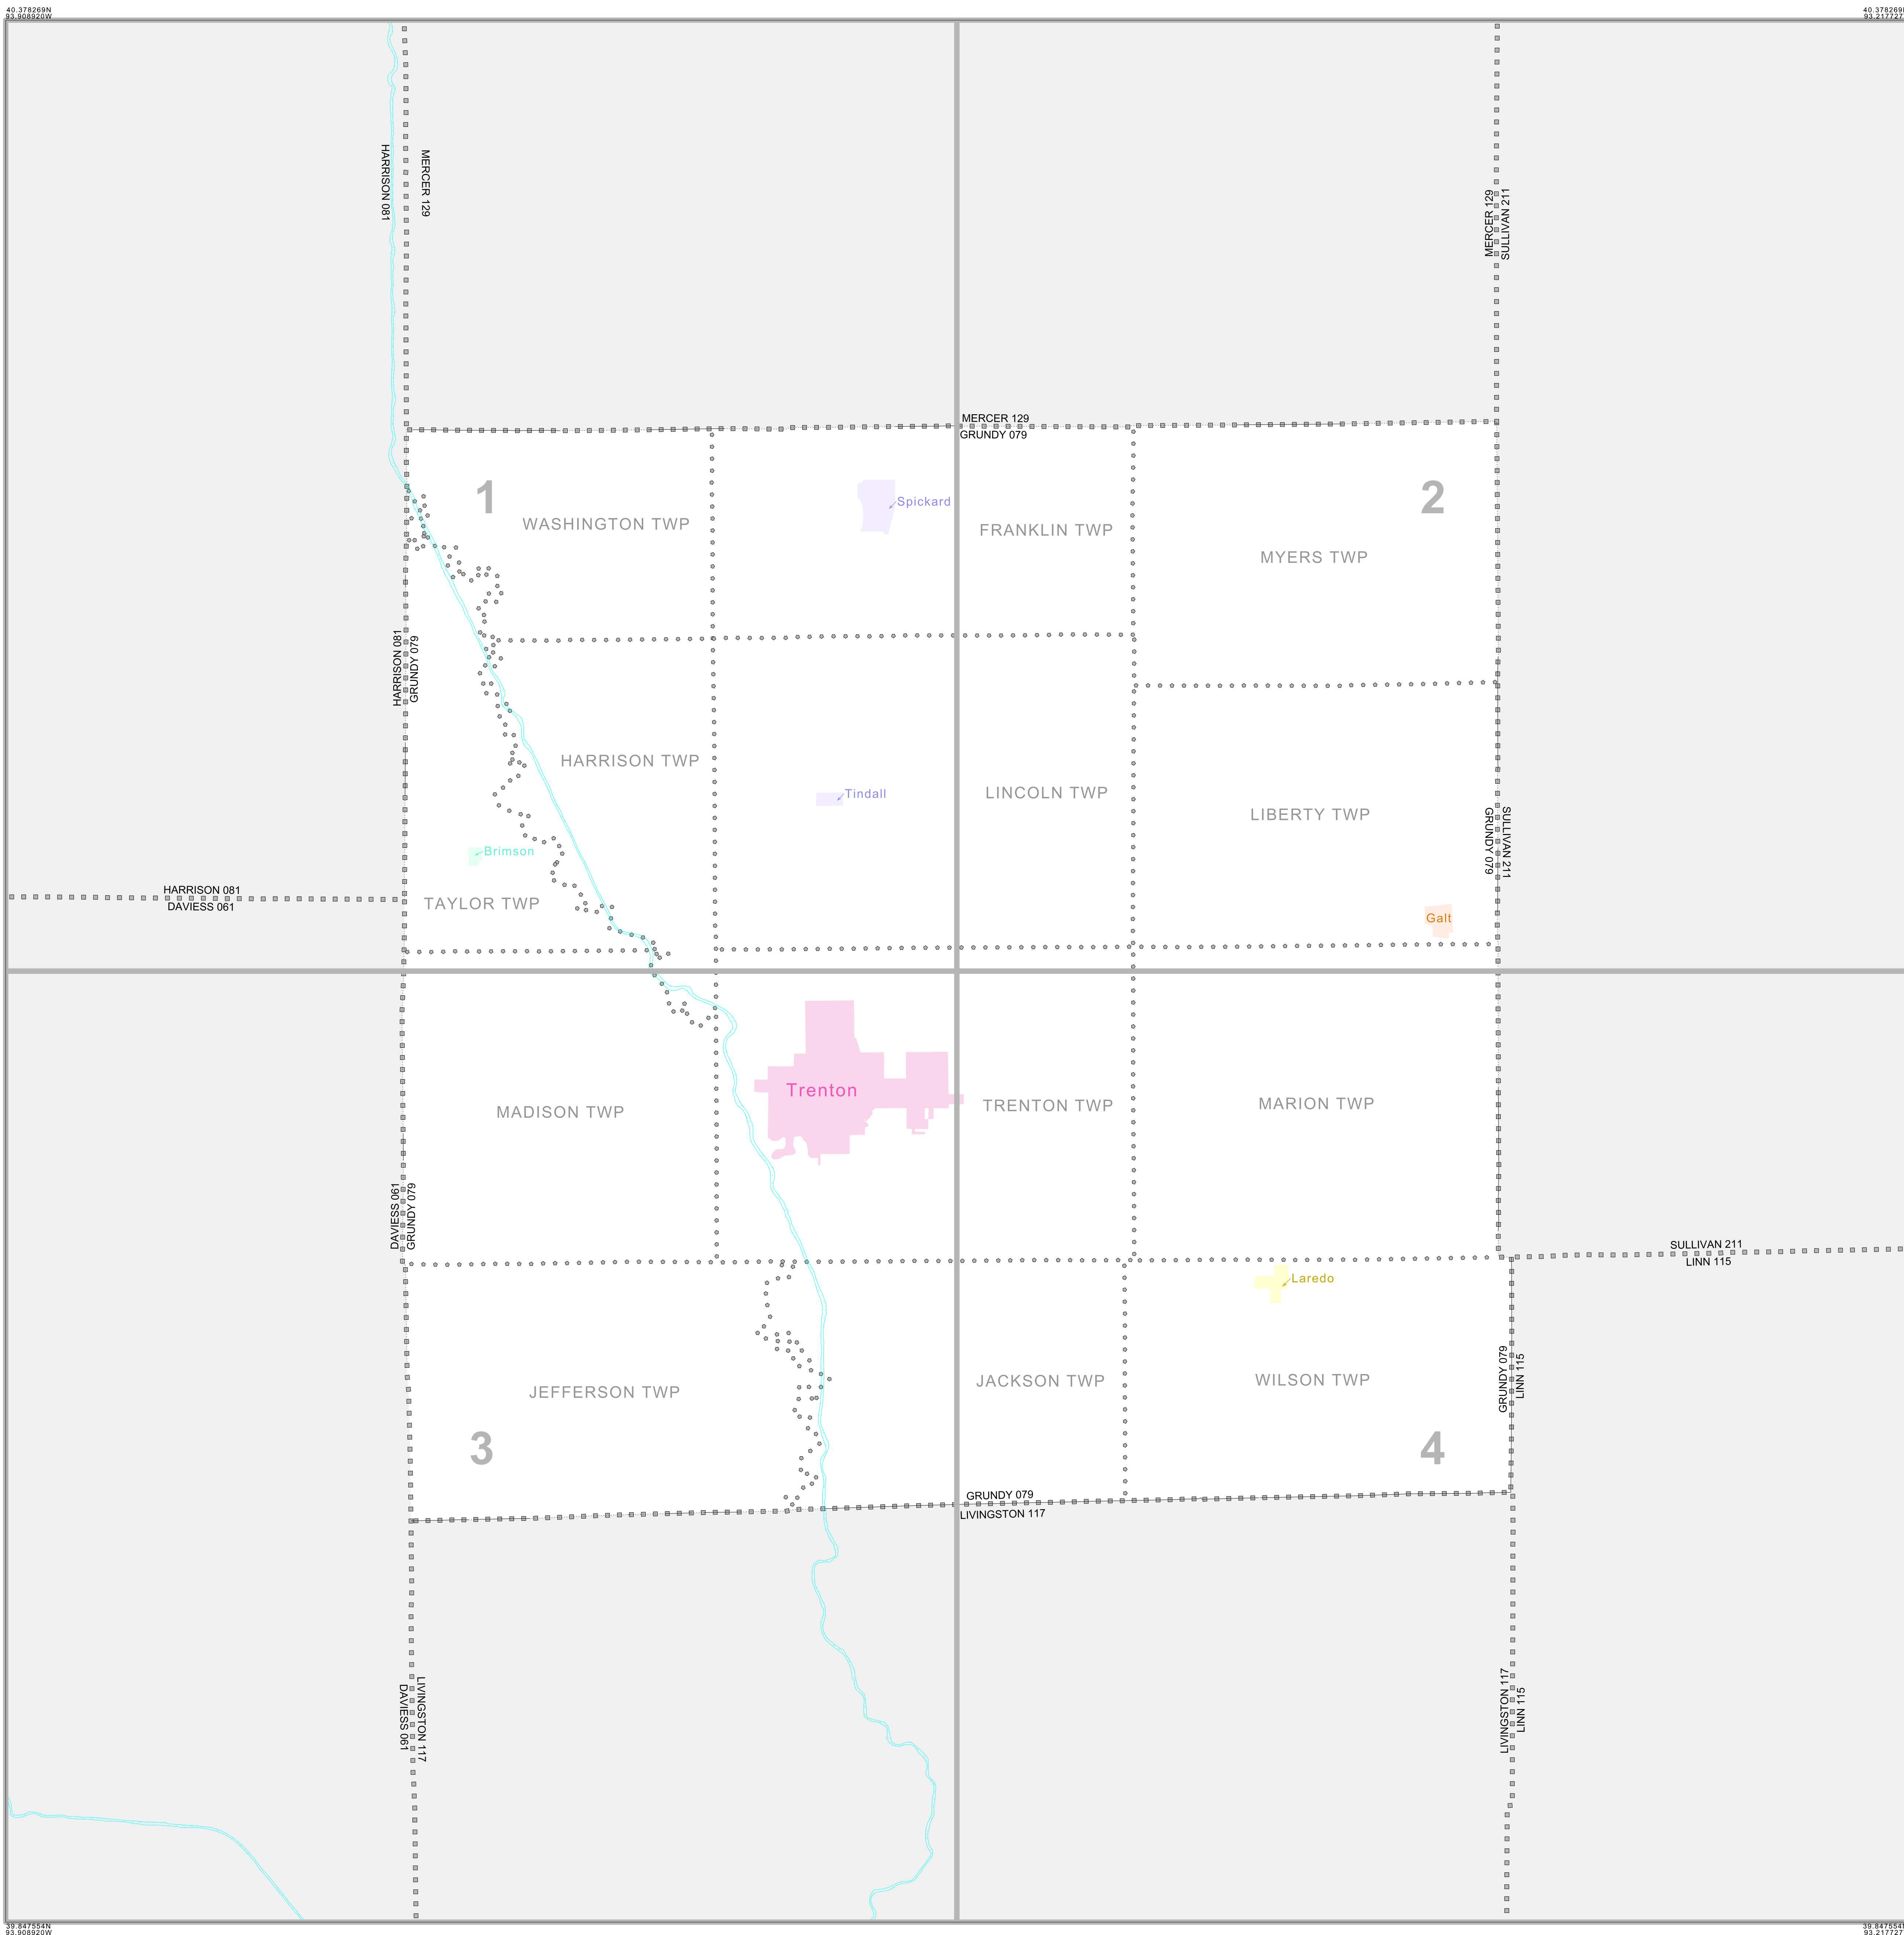 40.378269N
93.908920W
40.378269
93.217727
HARRISON 081
MERCER 129
MERCER 129
SULLIVAN 211
MERCER 129
GRUNDY 079
1
2
Spickard
WASHINGTON TWP
FRANKLIN TWP
MYERS TWP
HARRISON 081
GRUNDY 079
HARRISON TWP
Tindall
LINCOLN TWP
LIBERTY TWP
GRUNDY 079
SULLIVAN 211
Brimson
HARRISON 081
DAVIESS 061
TAYLOR TWP
Galt
Trenton
MADISON TWP
TRENTON TWP
MARION TWP
DAVIESS 061
GRUNDY 079
SULLIVAN 211
LINN 115
Laredo
JEFFERSON TWP
JACKSON TWP
WILSON TWP
GRUNDY 079
LINN 115
3
4
GRUNDY 079
LIVINGSTON 117
DAVIESS 061
LIVINGSTON 117
LIVINGSTON 117
LINN 115
39.847554N
93.908920W
39.847554
93.217727